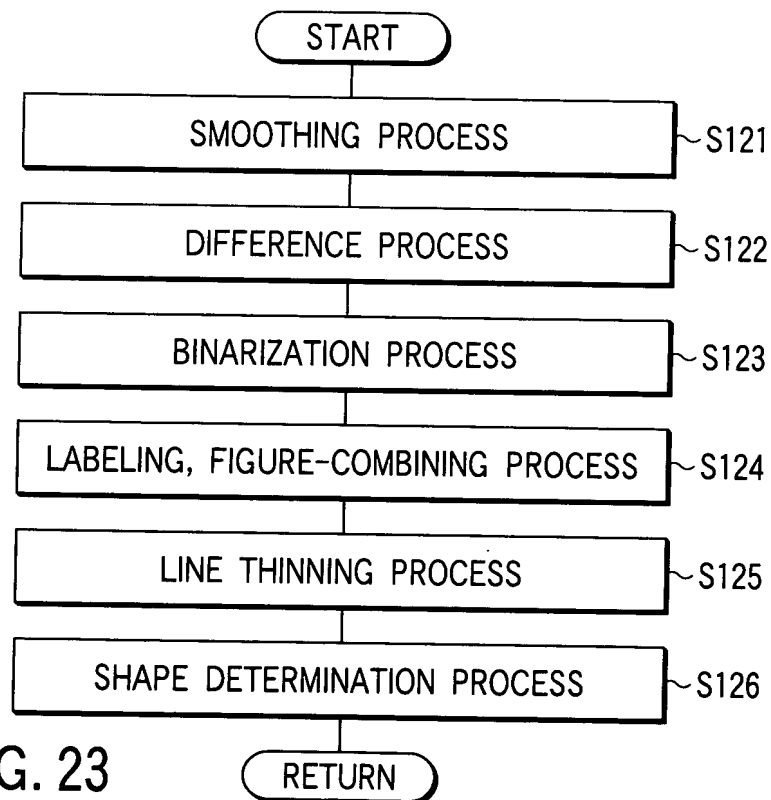 START
SMOOTHING PROCESS
S121
DIFFERENCE PROCESS
S122
BINARIZATION PROCESS
S123
LABELING, FIGURE-COMBINING PROCESS
S124
LINE THINNING PROCESS
S125
SHAPE DETERMINATION PROCESS
S126
RETURN
G. 23